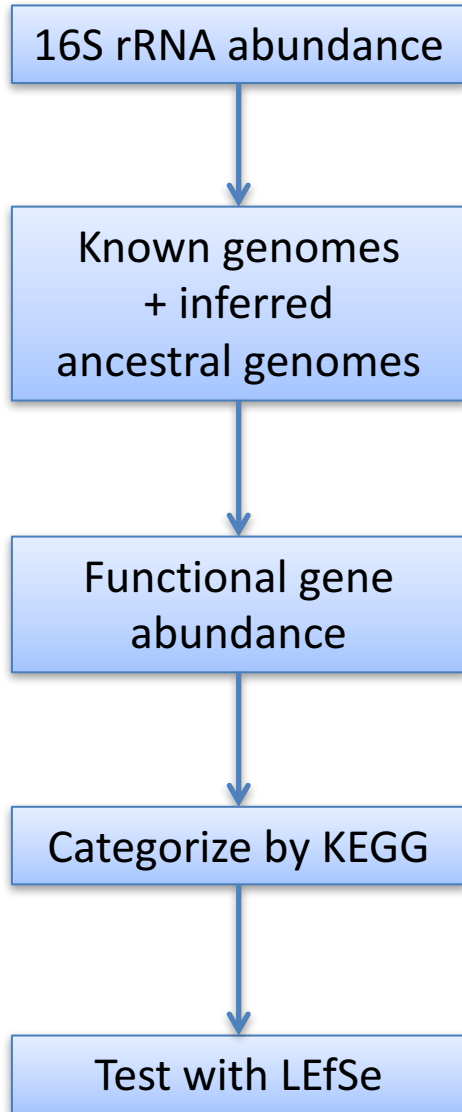 16S rRNA abundance
Known genomes
+ inferred
ancestral genomes
Functional gene
abundance
Categorize by KEGG
Test with LEfSe